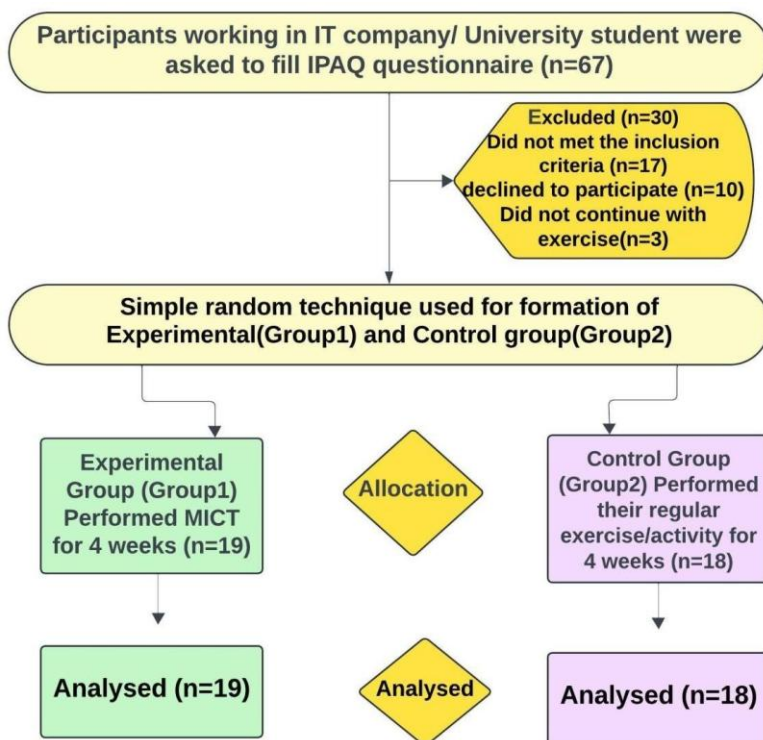 Participants working in IT company/ University student were
asked to fill IPAQ questionnaire (n=67)
Excluded (n=30)
Did not met the inclusion
criteria (n=17)
declined to participate (n=10)
Did not continue with
exercise(n=3)
Simple random technique used for formation of
Experimental(Group1) and Control group(Group2)
Experimental
Group (Group1)
Performed MICT
for 4 weeks (n=19)
Allocation
Control Group
(Group2) Performed
their regular
exercise/activity for
4 weeks (n=18)
Analysed (n=19)
Analysed
Analysed (n=18)